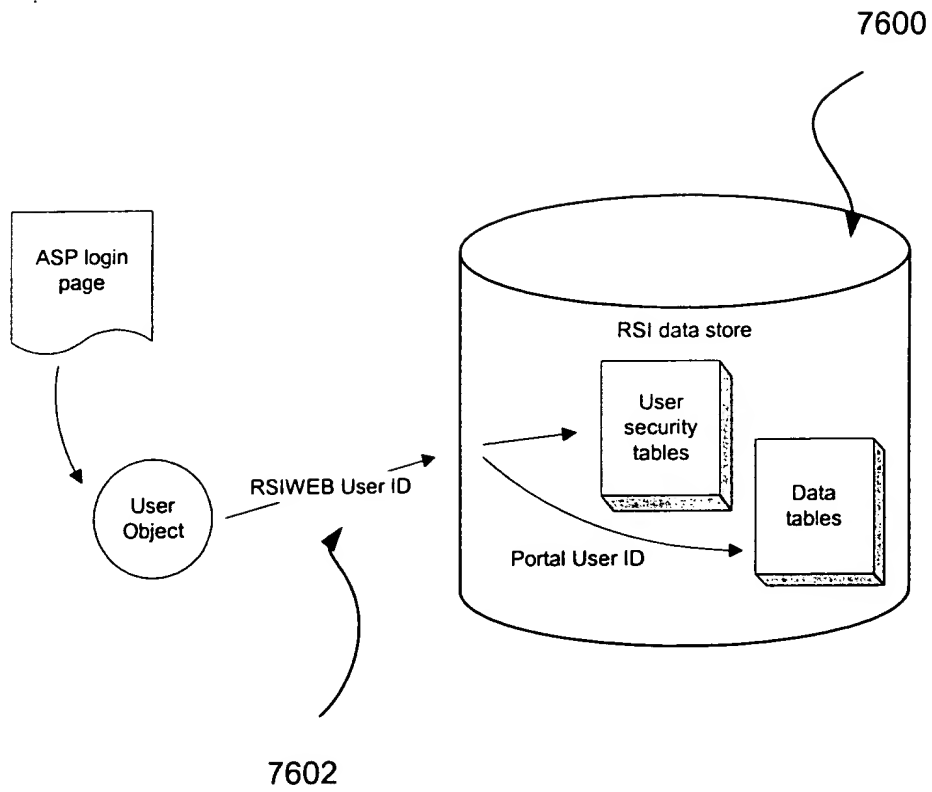 7600
ASP login
page
RSI data store
User
security
tables
User
Object
RSIWEB User ID
Data
tables
Portal User ID
7602